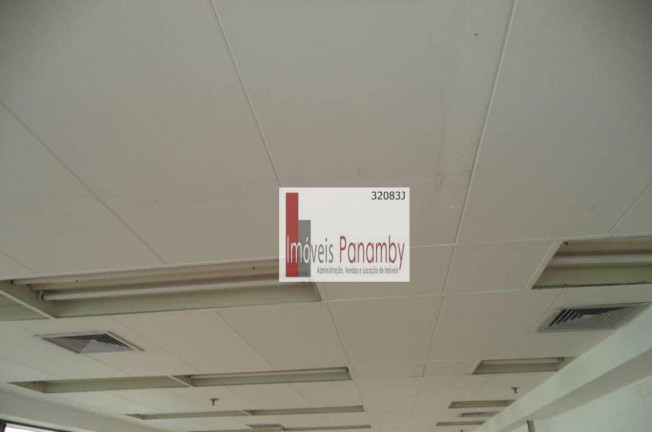 32083J
Imóveis Panamby
Administração, Vendas e Locação de Imóveis